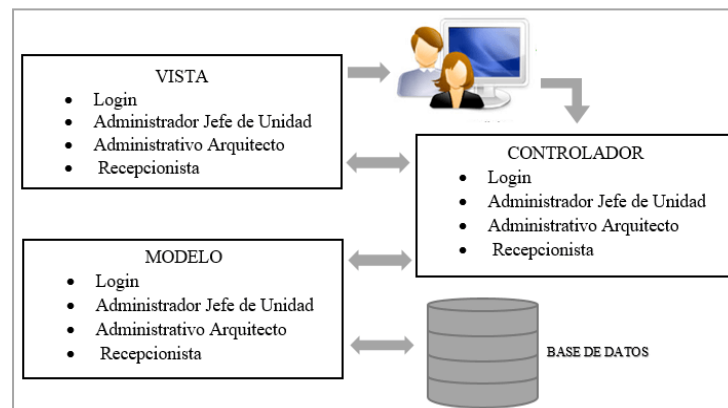 VISTA
Login
Administrador Jefe de Unidad
Administrativo Arquitecto
Recepcionista
CONTROLADOR
Login
Administrador Jefe de Unidad
Administrativo Arquitecto
Recepcionista
MODELO
Login
Administrador Jefe de Unidad
Administrativo Arquitecto
Recepcionista
BASE DE DATOS